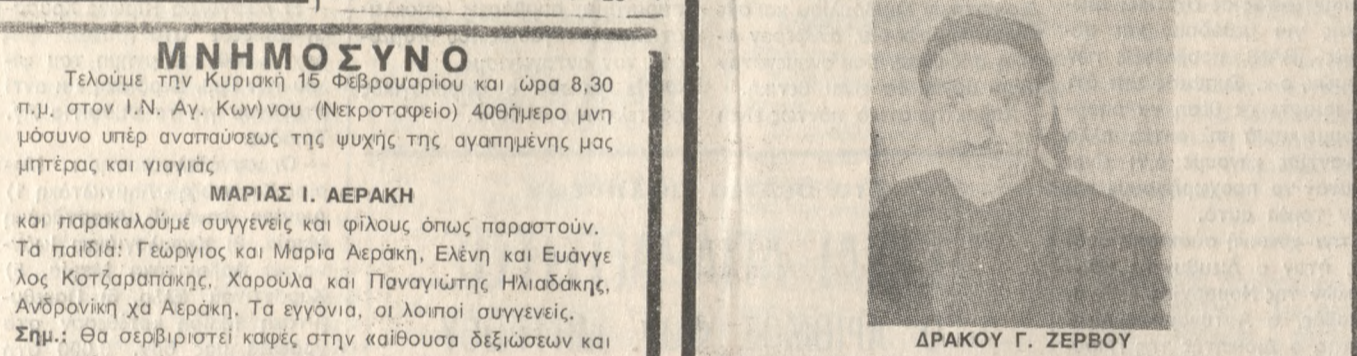 ΜΝΗΜΟΣΥΝΟ
Τελούμε την Κυριακή 15 Φεβρουαρίου και ώρα 8,30
π.μ. στον Ι.Ν. Αγ. Κων)νου (Νεκροταφείο) 40θήμερο μνη
μόσυνο υπέρ αναπαύσεως της ψυχής της αγαπημένης μας
μητέρας και γιαγιάς
ΜΑΡΙΑΣ Ι. ΑΕΡΑΚΗ
και παρακαλούμε συγγενείς και φίλους όπως παραστούν.
Τα παιδιά: Γεώργιος και Μαρία Αεράκη, Ελένη και Ευάγγε
λος Κοτζαραπάκης, Χαρούλα και Παναγιώτης Ηλιαδάκης,
Ανδρονίκη χα Αεράκη, Τα εγγόνια, οι λοιποί συγγενείς.
Σημ.: Θα σερβιριστεί καφές στην «αίθουσα δεξιώσεων και
ΔΡΑΚΟΥ Γ. ΖΕΡΒΟΥ